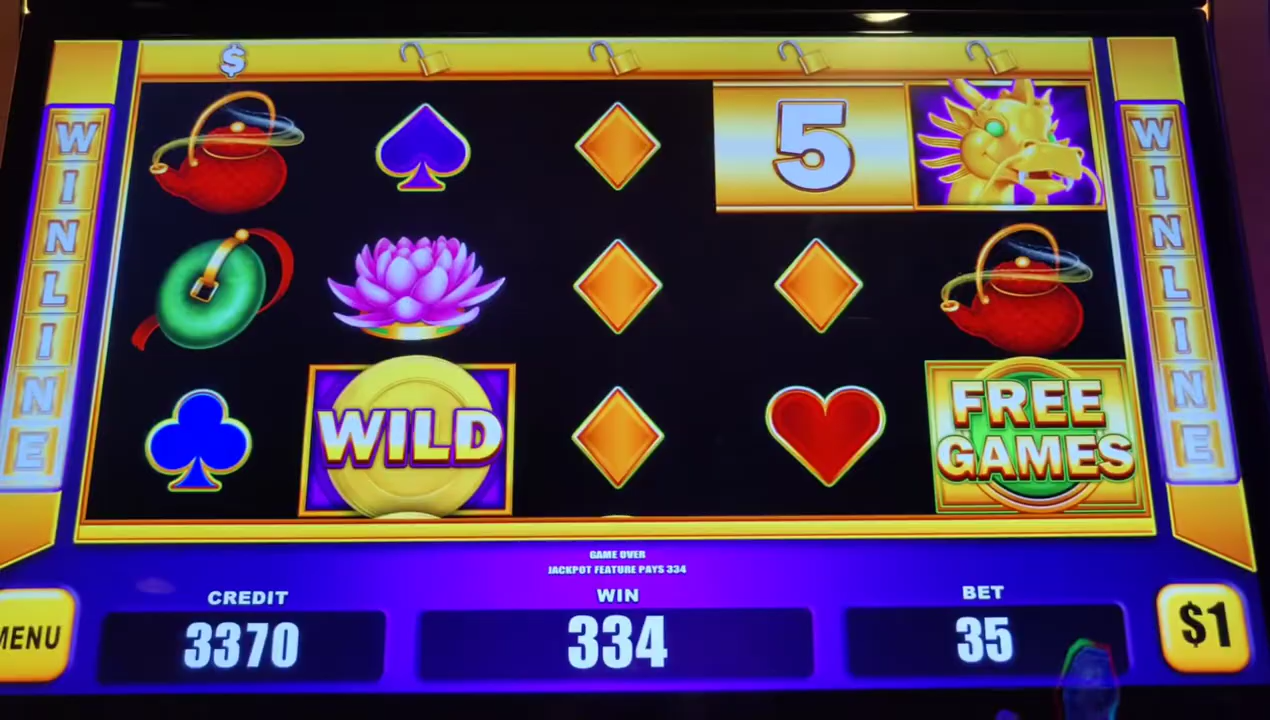 $
5
WINLINE
WINLINE
WILD
FREE
GAMES
GAME OVER
JACKPOT FEATURE PAYS 334
CREDIT
WIN
BET
MENU
3370
334
35
$1